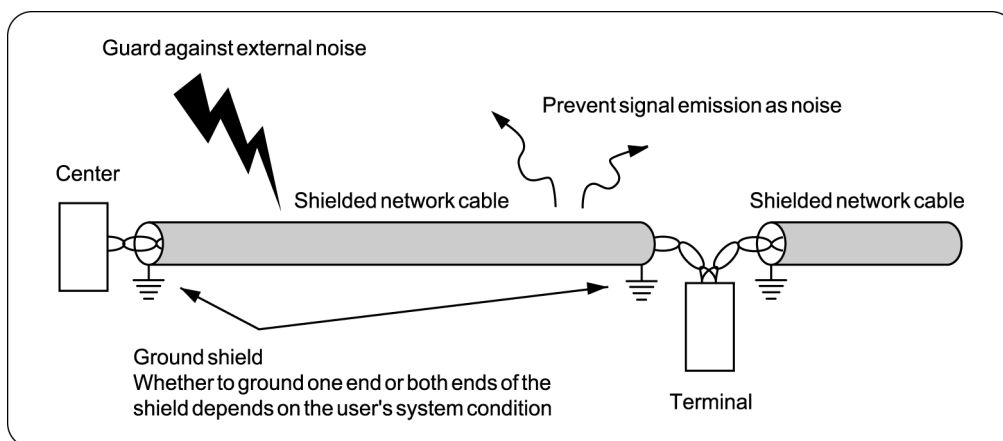 Guard against external noise
Prevent signal emission as noise
Center
Shielded network cable
Shielded network cable
Ground shield
Whether to ground one end or both ends of the
shield depends on the user's system condition
Terminal